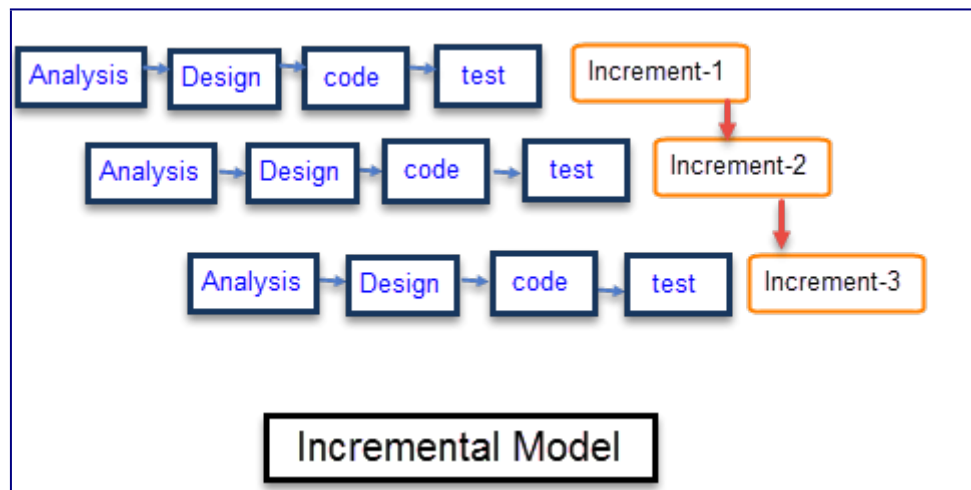 Analysis Design code test Increment-1
Analysis Design code test Increment-2
Analysis Design code test Increment-3
Incremental Model